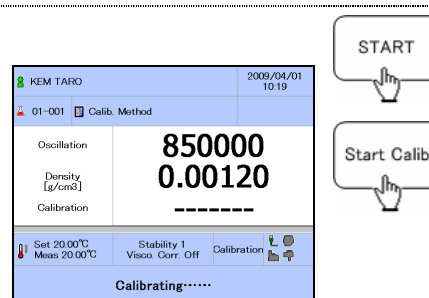 START
KEM TARO
2009/04/01
10:19
01-001 Calib. Method
Oscillation 850000
Density
[g/cm3] 0.00120
Calibration -------
Set 20.00℃
Meas 20.00℃
Stability 1
Visco. Corr. Off
Calibration
Calibrating……
Start Calib